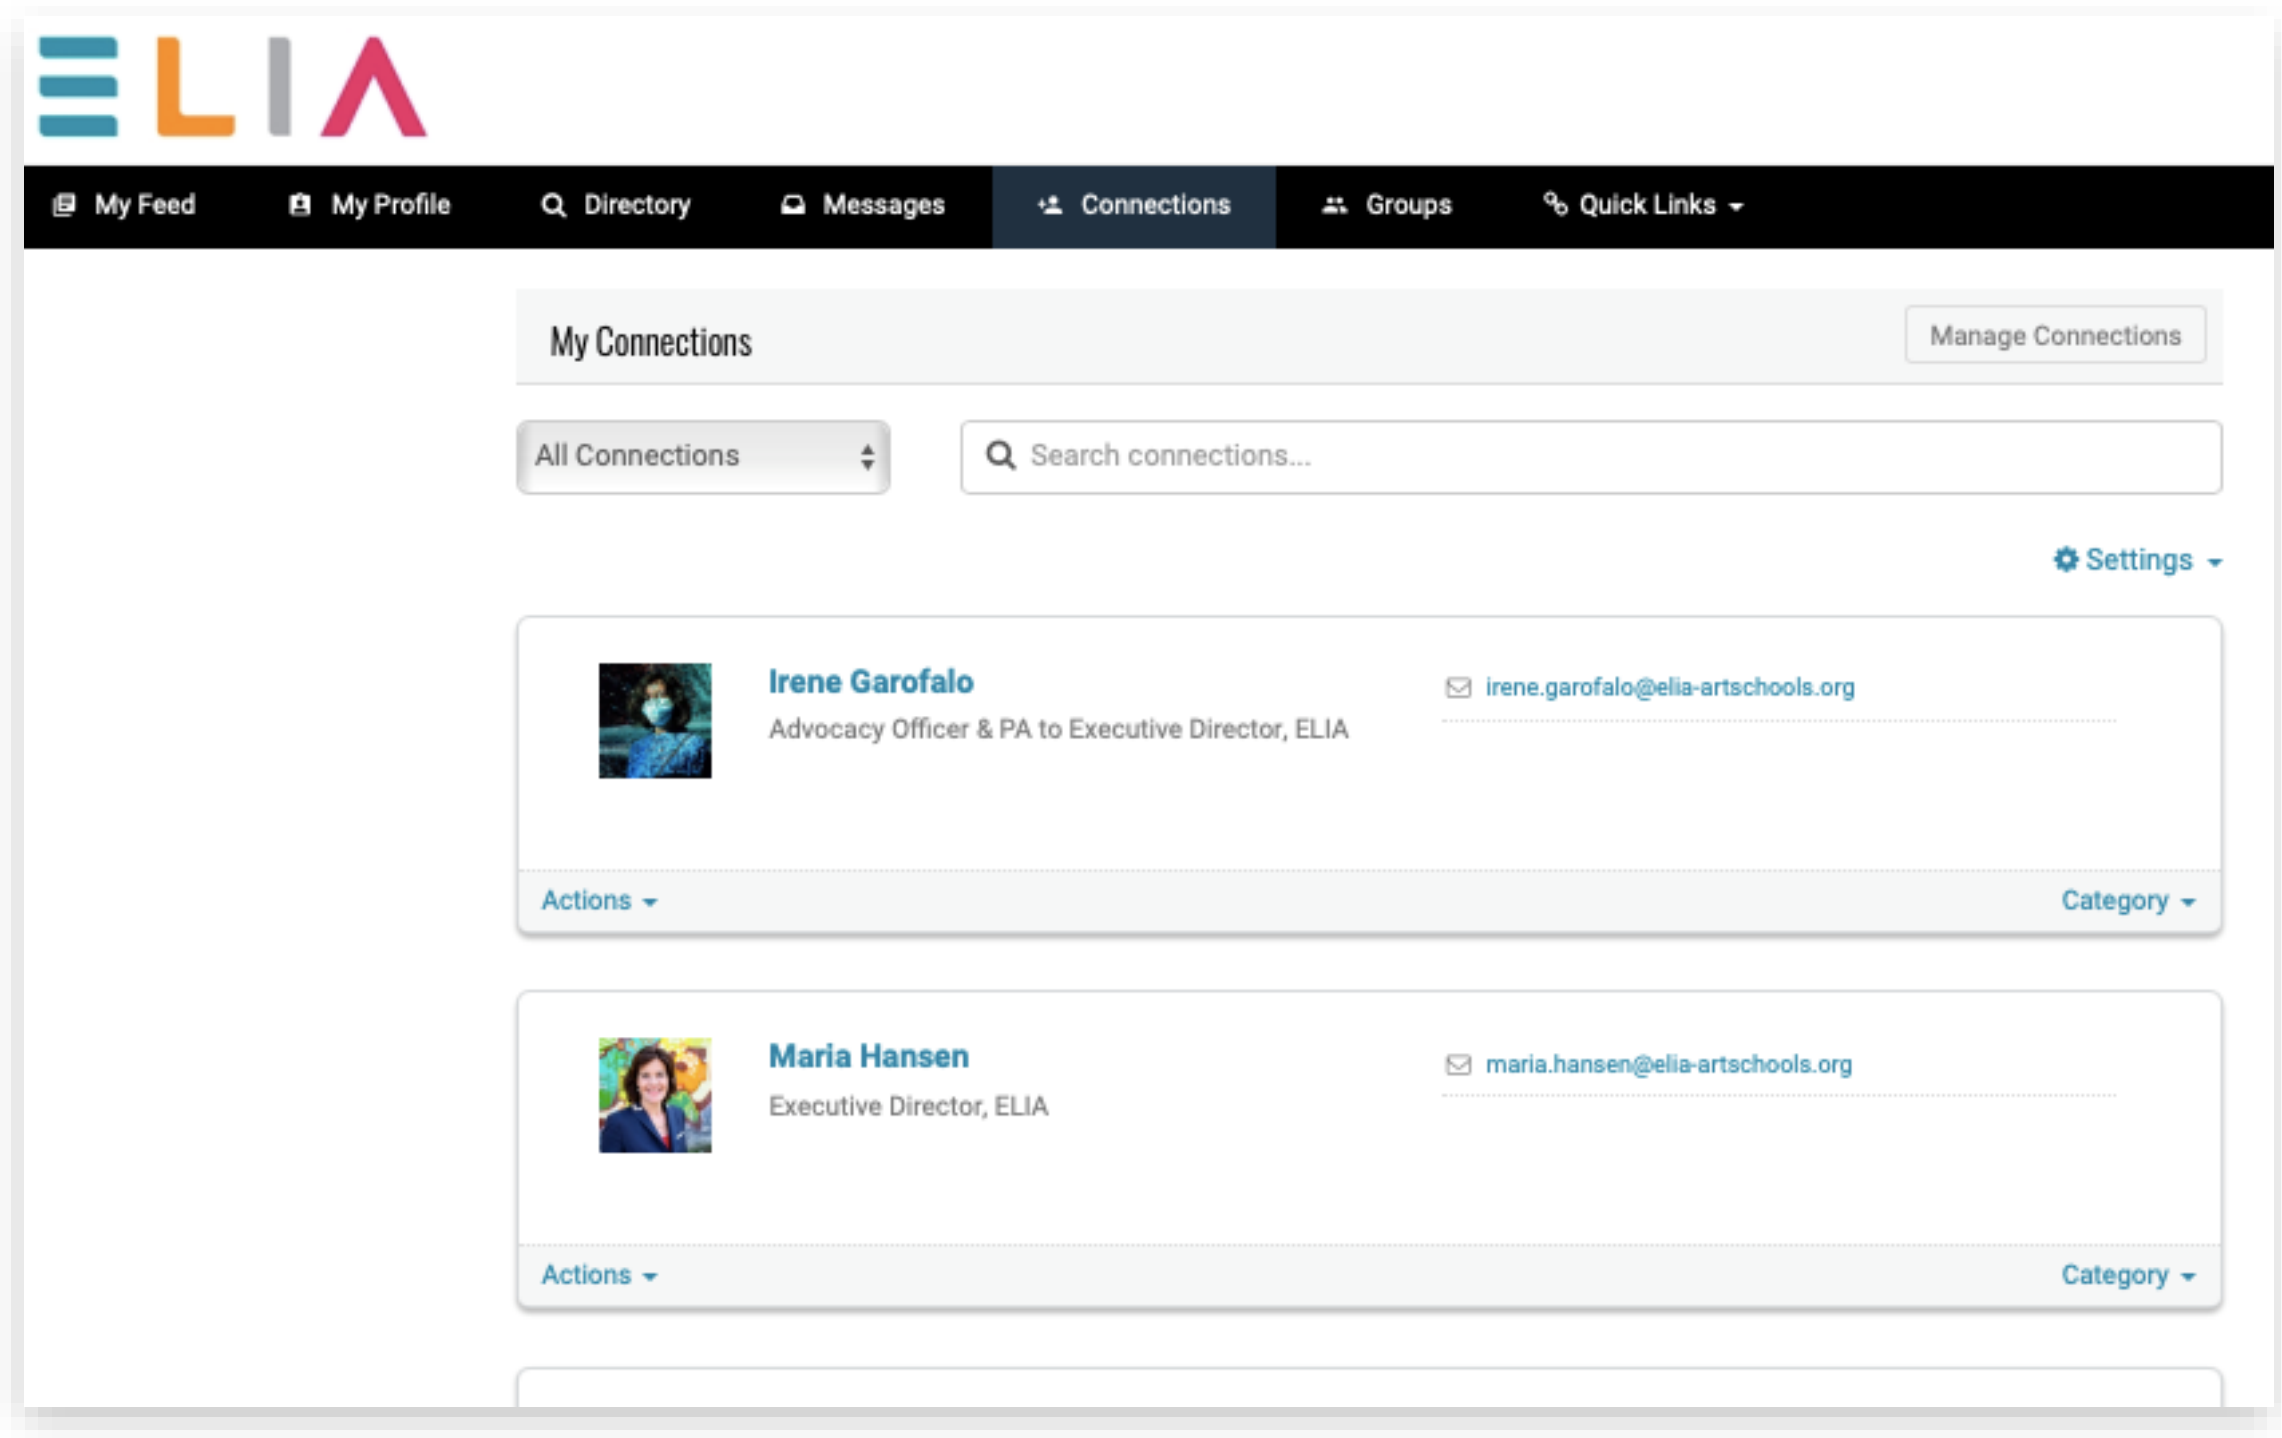 ELIA
My Feed My Profile Directory Messages Connections Groups Quick Links
My Connections Manage Connections
All Connections Search connections...
Settings
Irene Garofalo irene.garofalo@elia-artschools.org
Advocacy Officer & PA to Executive Director, ELIA
Actions Category
Maria Hansen maria.hansen@elia-artschools.org
Executive Director, ELIA
Actions Category